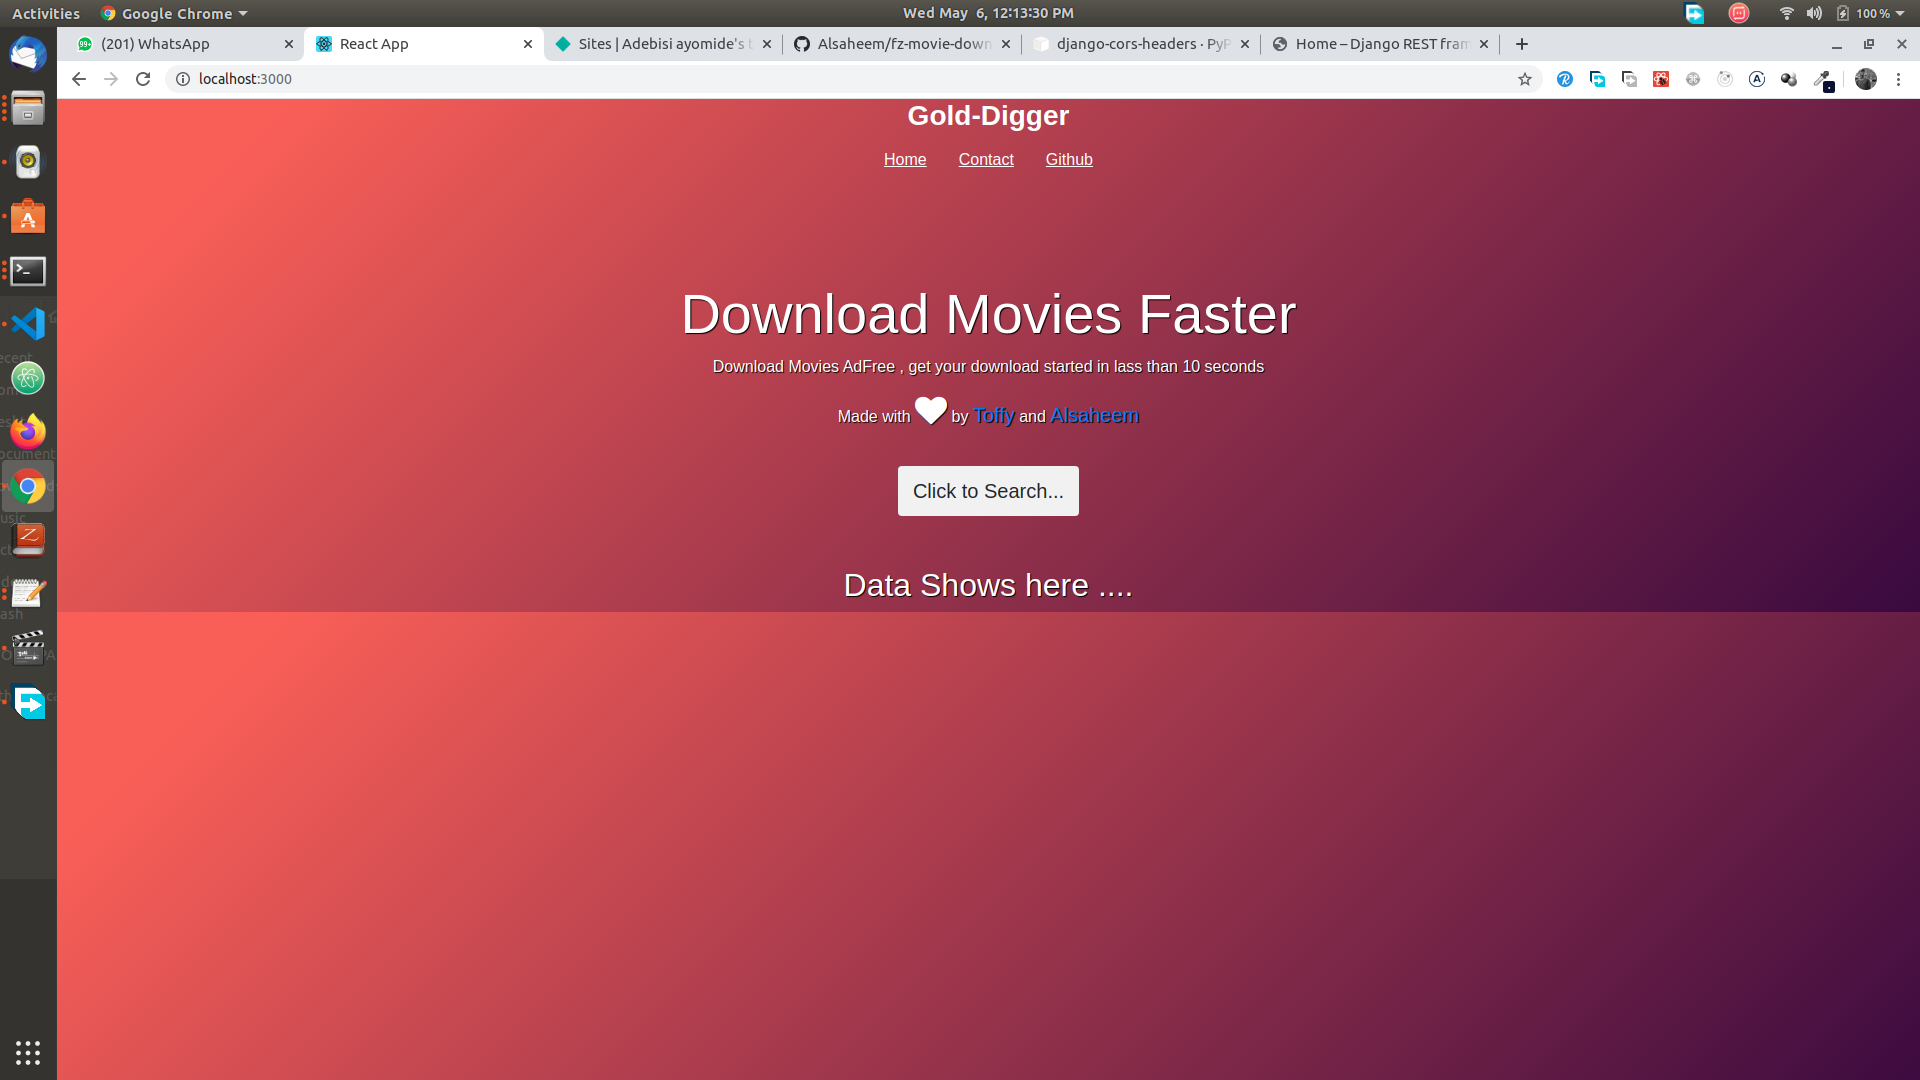 Activities Google Chrome Wed May 6, 12:13:30 PM 100 %
(201) WhatsApp React App Sites | Adebisi ayomide's t Alsaheem/fz-movie-down django-cors-headers · PyP Home – Django REST fram
localhost:3000
Gold-Digger
Home Contact Github
Download Movies Faster
Download Movies AdFree , get your download started in lass than 10 seconds
Made with by Toffy and Alsaheem
Click to Search...
Data Shows here ....